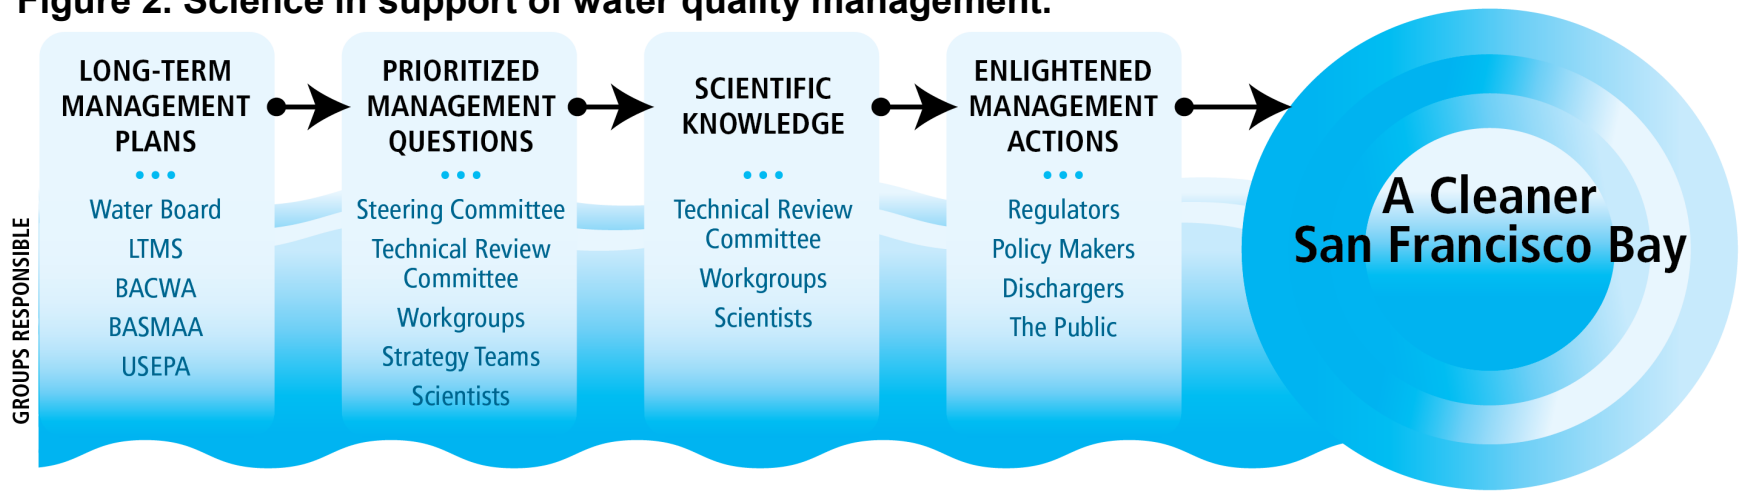 Figure 2. Science in support of water quality management.
LONG-TERM
MANAGEMENT
PLANS
Water Board
LTMS
BACWA
BASMAA
USEPA
PRIORITIZED
MANAGEMENT
QUESTIONS
Steering Committee
Technical Review
Committee
Workgroups
Strategy Teams
Scientists
SCIENTIFIC
KNOWLEDGE
Technical Review
Committee
Workgroups
Scientists
ENLIGHTENED
MANAGEMENT
ACTIONS
Regulators
Policy Makers
Dischargers
The Public
A Cleaner
San Francisco Bay
GROUPS RESPONSIBLE